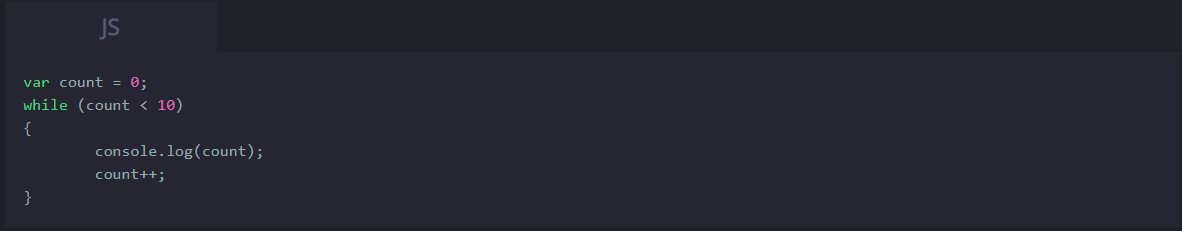 JS
var count = 0;
while (count < 10)
{
        console.log(count);
        count++;
}